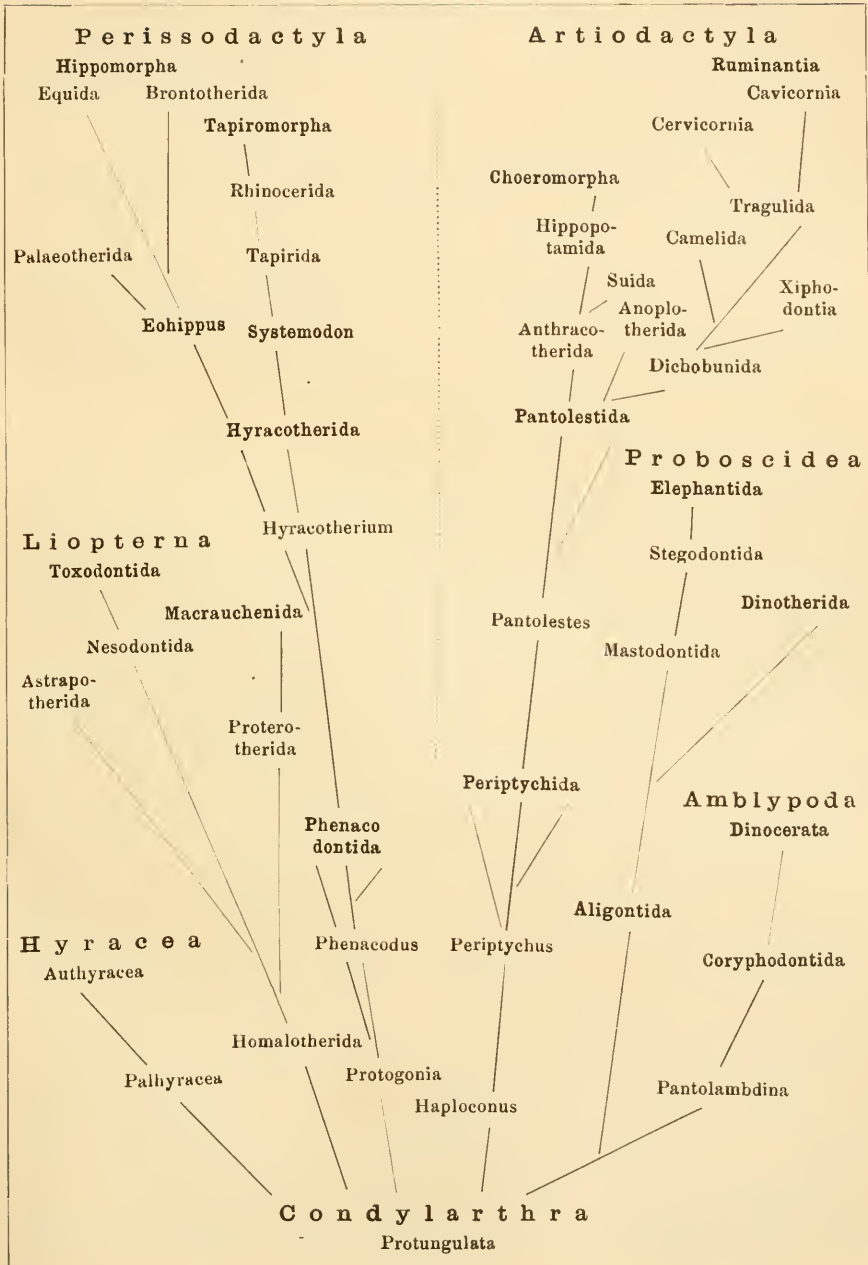 Perissodactyla
Artiodactyla
Hippomorpha
Ruminantia
Equida
Brontotherida
Cavicornia
Tapiromorpha
Cervicornia
Choeromorpha
Rhinocerida
Tragulida
Hippopo-
tamida
Camelida
Palaeotherida
Tapirida
Suida
Xipho-
dontia
Anoplo-
therida
Eohippus
Systemodon
Anthraco-
therida
Dichobunida
Pantolestida
Hyracotherida
Proboscidea
Elephantida
Hyracotherium
Liopterna
Stegodontida
Toxodontida
Macrauchenida
Dinotherida
Pantolestes
Nesodontida
Mastodontida
Astrapo-
therida
Protero-
therida
Periptychida
Amblypoda
Phenaco
dontida
Dinocerata
Aligontida
Hyracea
Phenacodus
Periptychus
Authyracea
Coryphodontida
Homalotherida
Palhyracea
Protogonia
Pantolambdina
Haploconus
Condylarthra
Protungulata